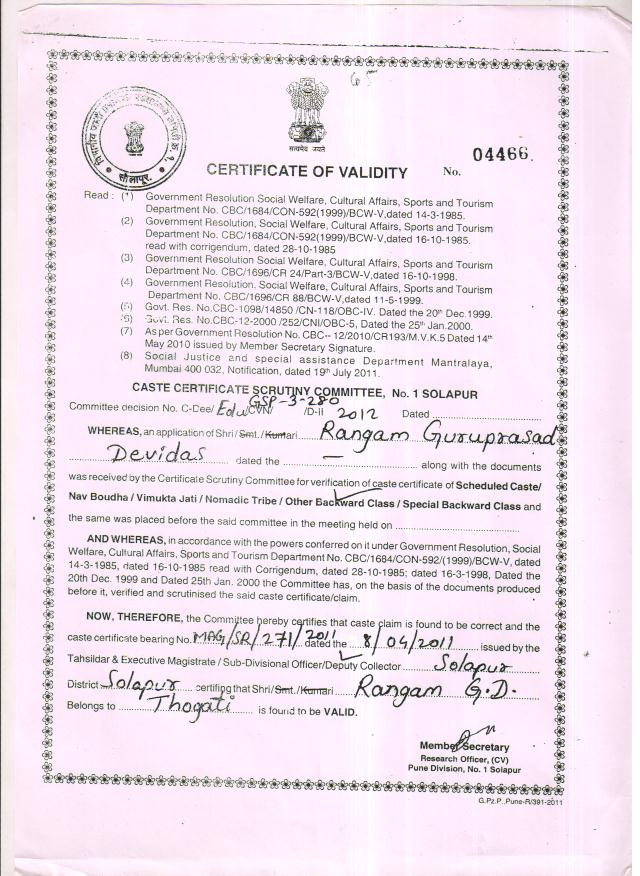 65
सत्यमेव जयते
सोलापूर.
04466.
CERTIFICATE OF VALIDITY No.
Read : (1) Government Resolution Social Welfare, Cultural Affairs, Sports and Tourism
Department No. CBC/1684/CON-592(1999)/BCW-V,dated 14-3-1985.
(2) Government Resolution Social Welfare, Cultural Affairs, Sports and Tourism
Department No. CBC/1684/CON-592(1999)/BCW-V,dated 16-10-1985.
read with corrigendum, dated 28-10-1985
(3) Government Resolution Social Welfare, Cultural Affairs, Sports and Tourism
Department No. CBC/1696/CR 24/Part-3/BCW-V,dated 16-10-1998.
(4) Government Resolution Social Welfare, Cultural Affairs, Sports and Tourism
Department No. CBC/1696/CR 88/BCW-V,dated 11-5-1999.
(5) Govt. Res. No.CBC-1098/14850 /CN-118/OBC-IV. Dated the 20th Dec.1999.
(6) Govt. Res. No.CBC-12-2000 /252/CNI/OBC-5, Dated the 25th Jan.2000.
(7) As per Government Resolution No. CBC-- 12/2010/CR193/M.V.K.5 Dated 14th
May 2010 issued by Member Secretary Signature.
(8) Social Justice and special assistance Department Mantralaya,
Mumbai 400 032, Notification, dated 19th July 2011.
CASTE CERTIFICATE SCRUTINY COMMITTEE, No. 1 SOLAPUR
GSP-3-280
Committee decision No. C-Dee/ Edu/CVN/ /D-II 2012 Dated
WHEREAS, an application of Shri / Smt. / Kumari Rangam Guruprasad
Devidas dated the — along with the documents
was received by the Certificate Scrutiny Committee for verification of caste certificate of Scheduled Caste/
Nav Boudha / Vimukta Jati / Nomadic Tribe / Other Backward Class / Special Backward Class and
the same was placed before the said committee in the meeting held on
AND WHEREAS, in accordance with the powers conferred on it under Government Resolution, Social
Welfare, Cultural Affairs, Sports and Tourism Department No. CBC/1684/CON-592/(1999)/BCW-V, dated
14-3-1985, dated 16-10-1985 read with Corrigendum, dated 28-10-1985; dated 16-3-1998, Dated the
20th Dec. 1999 and Dated 25th Jan. 2000 the Committee has, on the basis of the documents produced
before it, verified and scrutinised the said caste certificate/claim.
NOW, THEREFORE, the Committee hereby certifies that caste claim is found to be correct and the
caste certificate bearing No. MAG/SR/271/2011 dated the 8/04/2011 issued by the
Tahsildar & Executive Magistrate / Sub-Divisional Officer/Deputy Collector Solapur
District Solapur certifing that Shri/Smt./Kumari Rangam G.D.
Belongs to Thogati is found to be VALID.
Member Secretary
Research Officer, (CV)
Pune Division, No. 1 Solapur
G.Pz.P.,Pune-R/391-2011